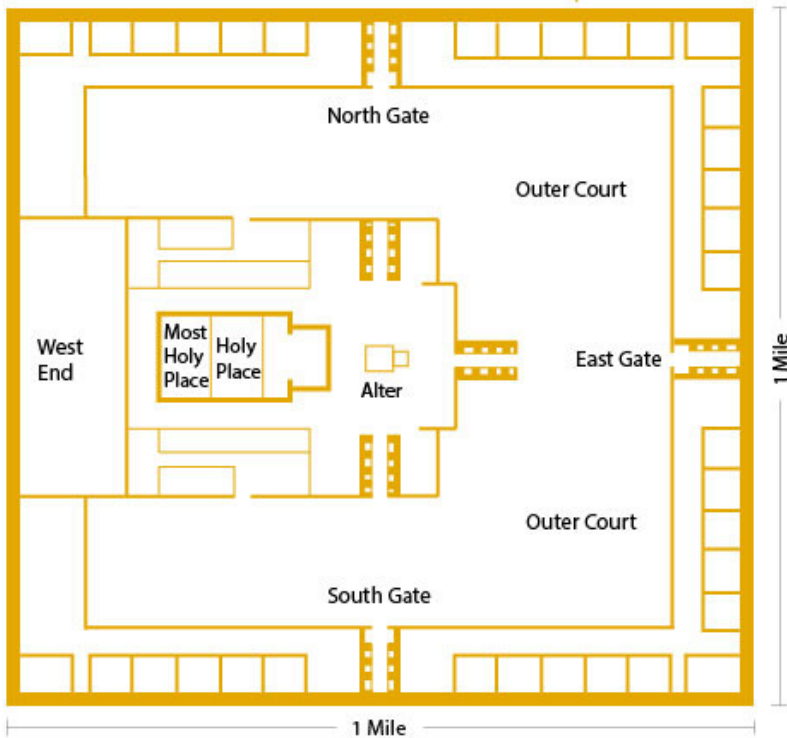 North Gate
Outer Court
West
End
Most
Holy
Place
Holy
Place
East Gate
1 Mile
Alter
Outer Court
South Gate
1 Mile